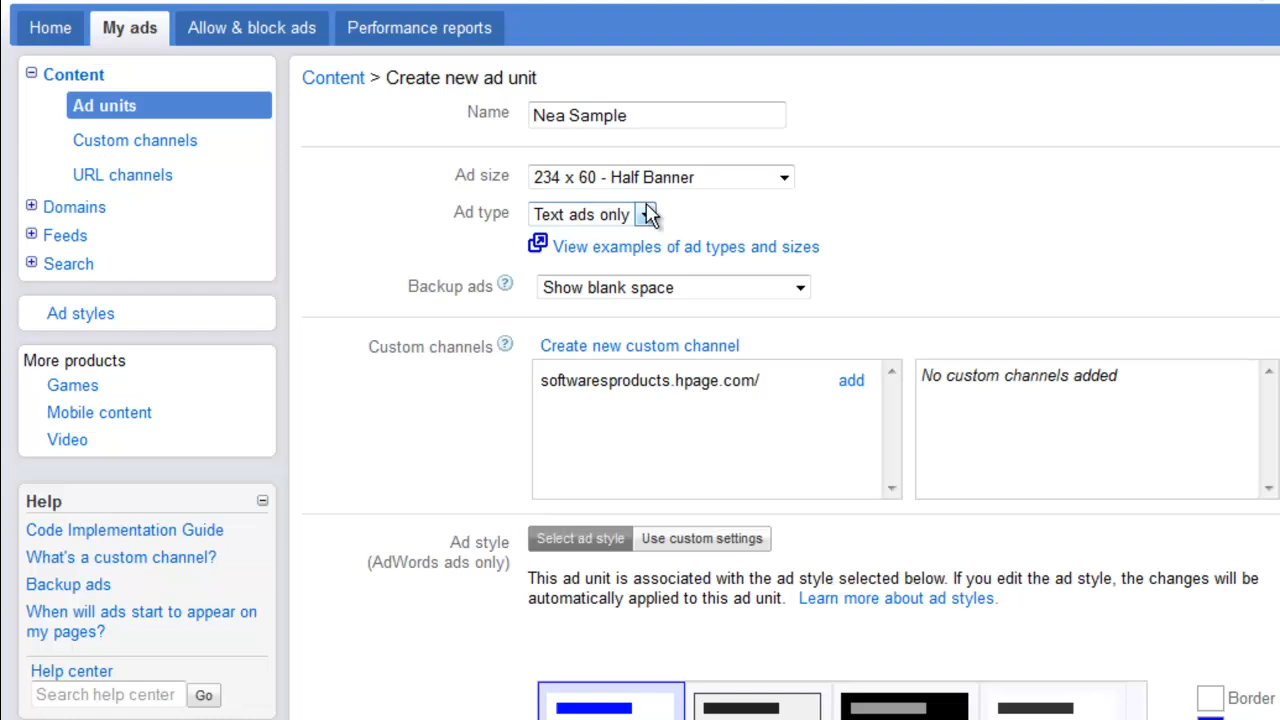 Home
My ads
Allow & block ads
Performance reports
Content
Ad units
Custom channels
URL channels
Domains
Feeds
Search
Ad styles
More products
Games
Mobile content
Video
Help
Code Implementation Guide
What's a custom channel?
Backup ads
When will ads start to appear on
my pages?
Help center
Search help center Go
Content > Create new ad unit
Name Nea Sample
Ad size 234 x 60 - Half Banner
Ad type Text ads only
View examples of ad types and sizes
Backup ads ? Show blank space
Custom channels ? Create new custom channel
softwaresproducts.hpage.com/ add
No custom channels added
Ad style Select ad style Use custom settings
(AdWords ads only)
This ad unit is associated with the ad style selected below. If you edit the ad style, the changes will be
automatically applied to this ad unit. Learn more about ad styles.
Border